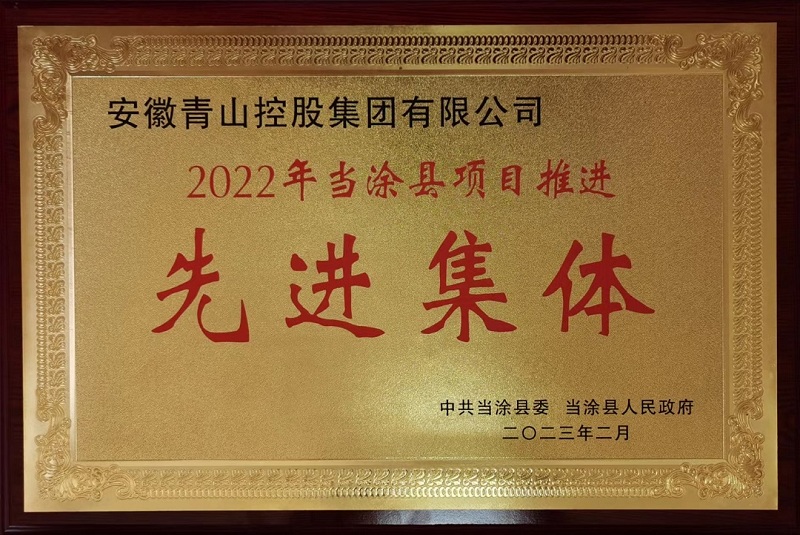 安徽青山控股集团有限公司
2022年当涂县项目推进
先进集体
中共当涂县委 当涂县人民政府
二〇二三年二月